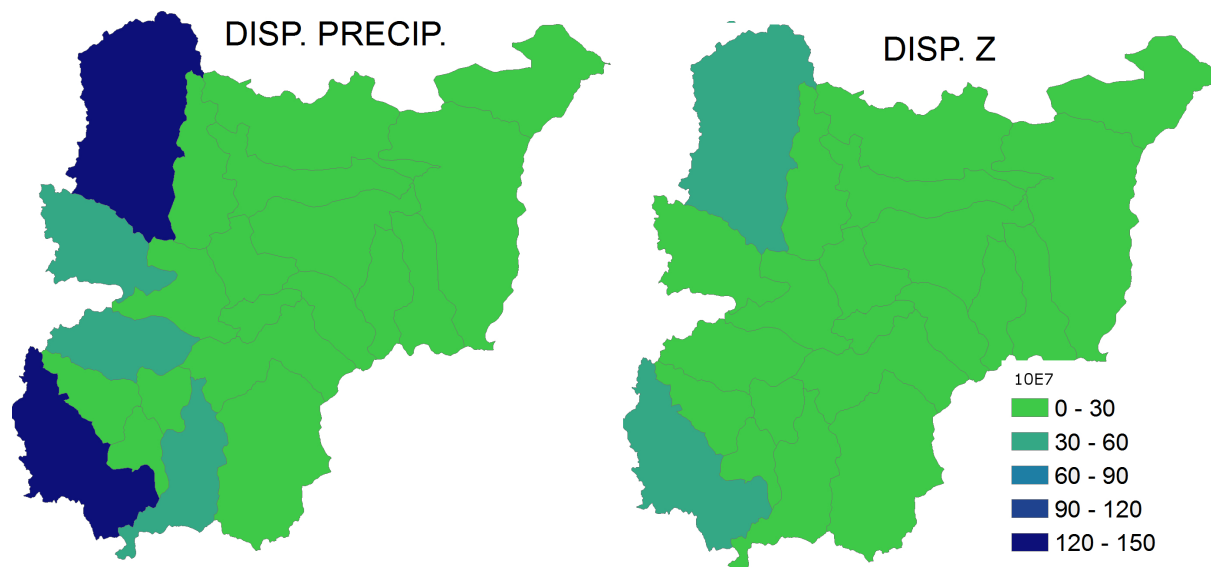 DISP. PRECIP.
DISP. Z
10E7
0 - 30
30 - 60
60 - 90
90 - 120
120 - 150